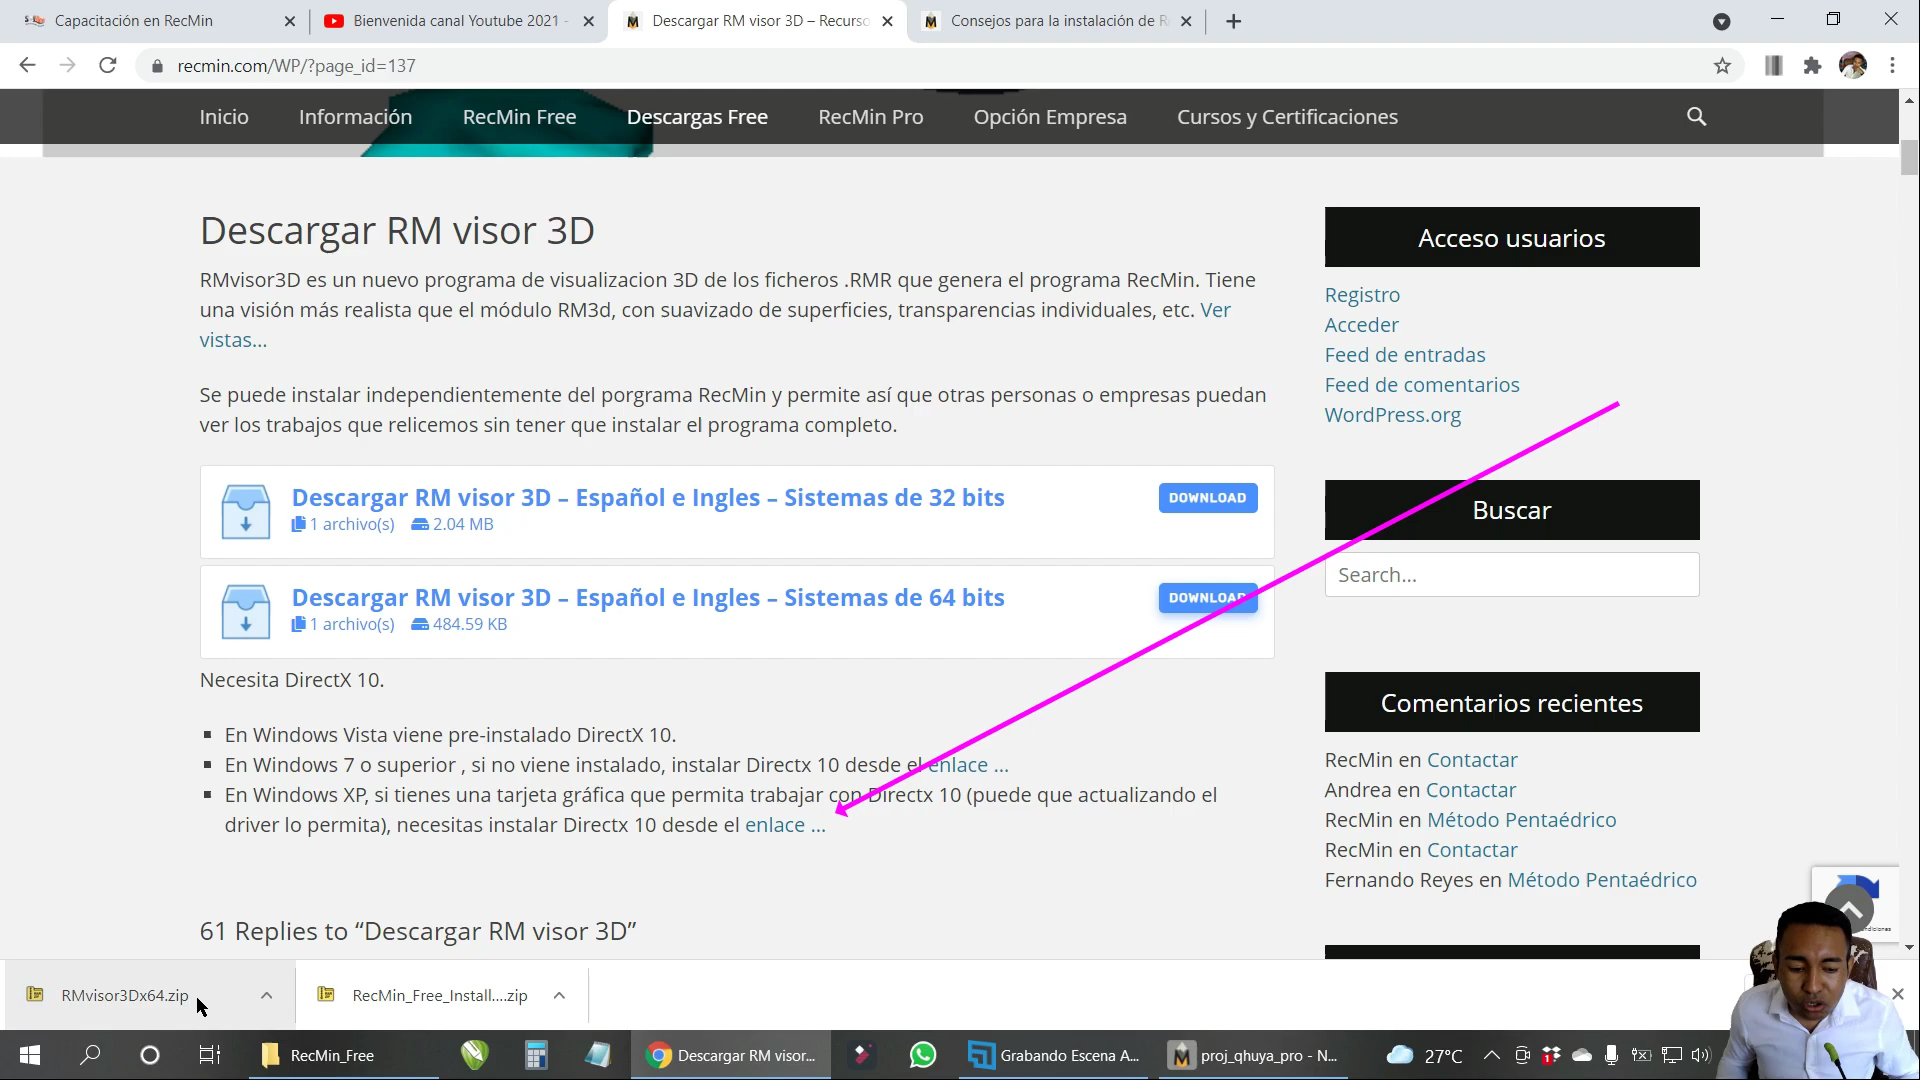 Capacitación en RecMin
Bienvenida canal Youtube 2021 -
Descargar RM visor 3D – Recurso
Consejos para la instalación de R
recmin.com/WP/?page_id=137
Inicio
Información
RecMin Free
Descargas Free
RecMin Pro
Opción Empresa
Cursos y Certificaciones
Descargar RM visor 3D
RMvisor3D es un nuevo programa de visualizacion 3D de los ficheros .RMR que genera el programa RecMin. Tiene
una visión más realista que el módulo RM3d, con suavizado de superficies, transparencias individuales, etc. Ver
vistas...
Se puede instalar independientemente del porgrama RecMin y permite así que otras personas o empresas puedan
ver los trabajos que relicemos sin tener que instalar el programa completo.
Descargar RM visor 3D – Español e Ingles – Sistemas de 32 bits
1 archivo(s) 2.04 MB
DOWNLOAD
Descargar RM visor 3D – Español e Ingles – Sistemas de 64 bits
1 archivo(s) 484.59 KB
DOWNLOAD
Necesita DirectX 10.
En Windows Vista viene pre-instalado DirectX 10.
En Windows 7 o superior , si no viene instalado, instalar Directx 10 desde el enlace ...
En Windows XP, si tienes una tarjeta gráfica que permita trabajar con Directx 10 (puede que actualizando el
driver lo permita), necesitas instalar Directx 10 desde el enlace ...
61 Replies to “Descargar RM visor 3D”
Acceso usuarios
Registro
Acceder
Feed de entradas
Feed de comentarios
WordPress.org
Buscar
Search...
Comentarios recientes
RecMin en Contactar
Andrea en Contactar
RecMin en Método Pentaédrico
RecMin en Contactar
Fernando Reyes en Método Pentaédrico
RMvisor3Dx64.zip
RecMin_Free_Install....zip
RecMin_Free
Descargar RM visor...
Grabando Escena A...
proj_qhuya_pro - N...
27°C
1